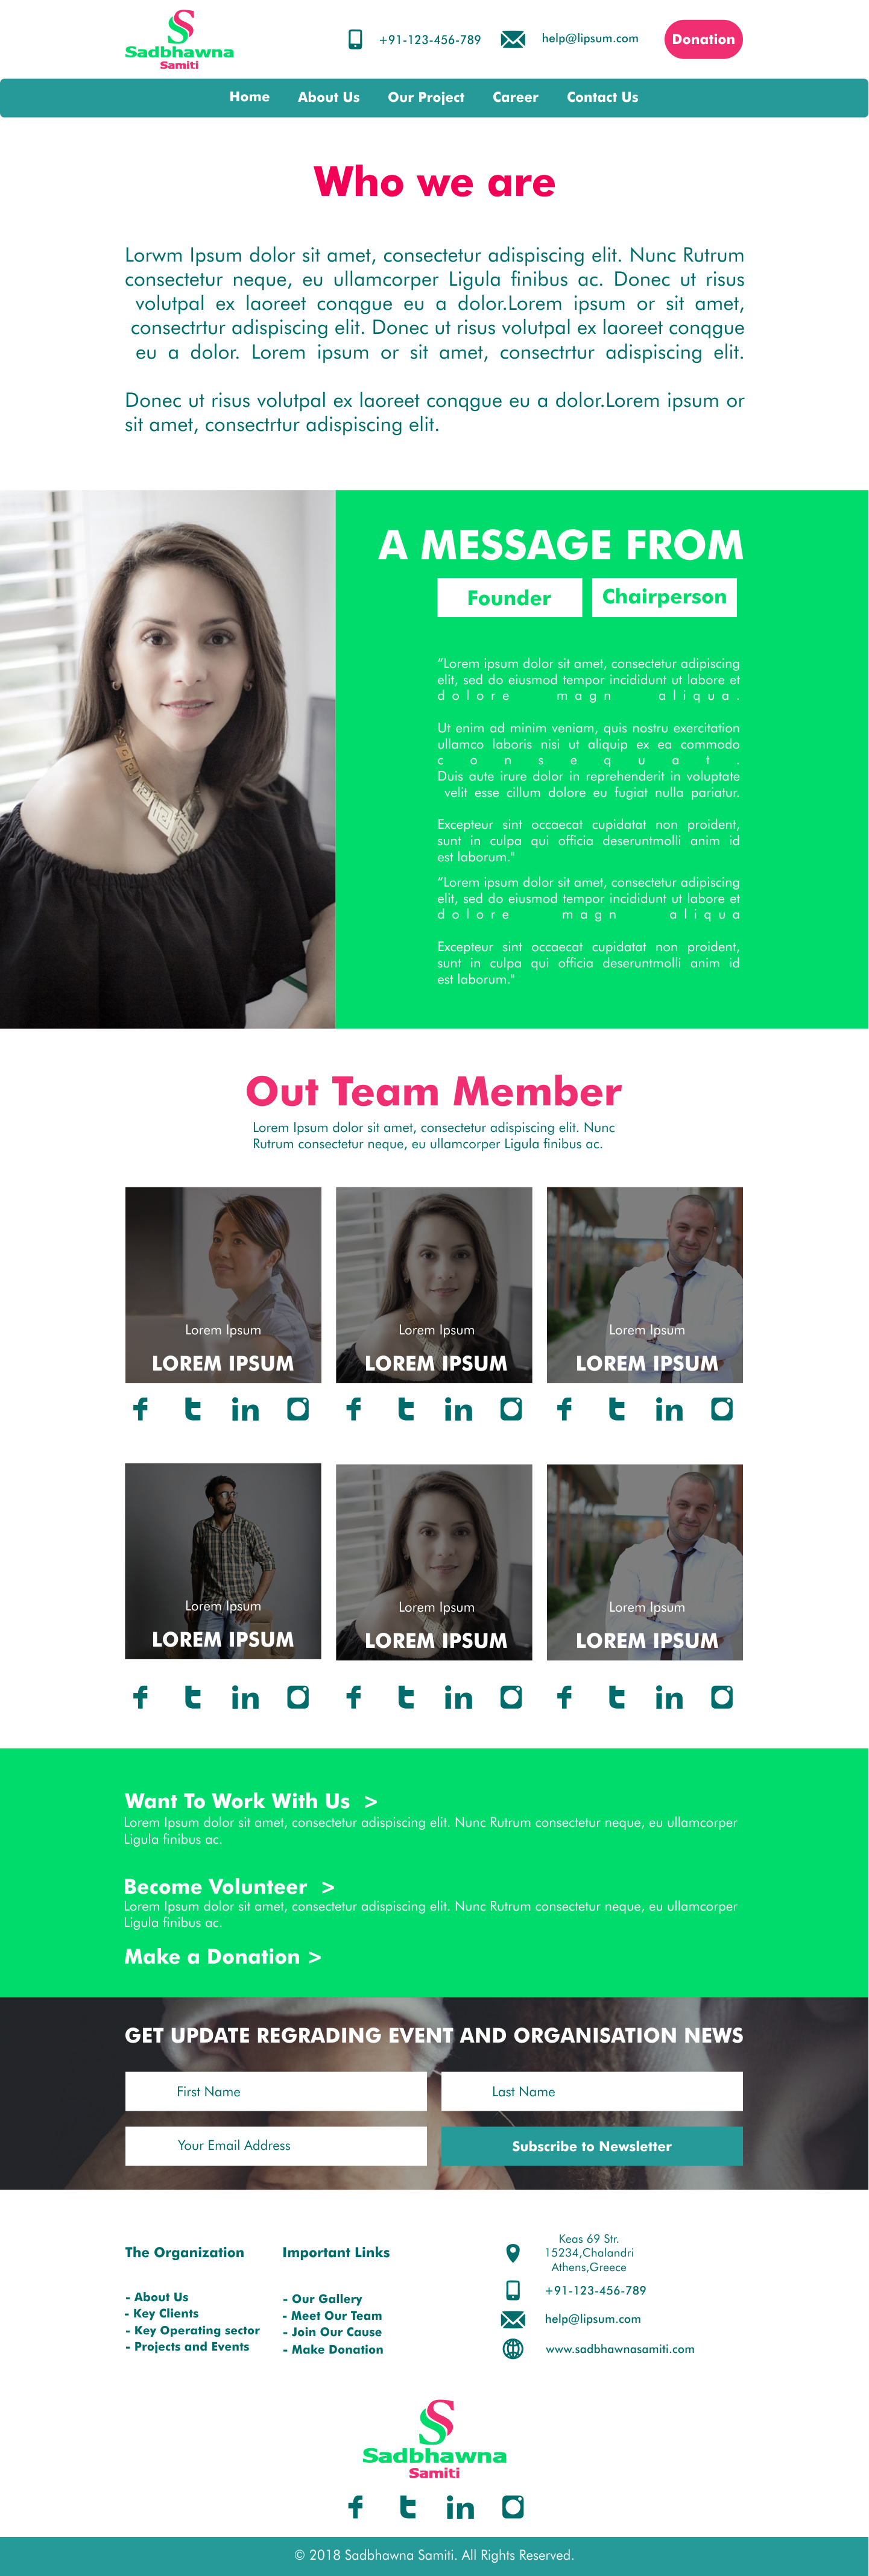 Sadbhawna
Samiti
+91-123-456-789
help@lipsum.com
Donation
Home
About Us
Our Project
Career
Contact Us
Who we are
Lorwm Ipsum dolor sit amet, consectetur adispiscing elit. Nunc Rutrum
consectetur neque, eu ullamcorper Ligula finibus ac. Donec ut risus
volutpal ex laoreet conqgue eu a dolor.Lorem ipsum or sit amet,
consectrtur adispiscing elit. Donec ut risus volutpal ex laoreet conqgue
eu a dolor. Lorem ipsum or sit amet, consectrtur adispiscing elit.
Donec ut risus volutpal ex laoreet conqgue eu a dolor.Lorem ipsum or
sit amet, consectrtur adispiscing elit.
A MESSAGE FROM
Founder
Chairperson
“Lorem ipsum dolor sit amet, consectetur adipiscing
elit, sed do eiusmod tempor incididunt ut labore et
dolore magn aliqua.
Ut enim ad minim veniam, quis nostru exercitation
ullamco laboris nisi ut aliquip ex ea commodo
consequat.
Duis aute irure dolor in reprehenderit in voluptate
velit esse cillum dolore eu fugiat nulla pariatur.
Excepteur sint occaecat cupidatat non proident,
sunt in culpa qui officia deseruntmolli anim id
est laborum."
“Lorem ipsum dolor sit amet, consectetur adipiscing
elit, sed do eiusmod tempor incididunt ut labore et
dolore magn aliqua
Excepteur sint occaecat cupidatat non proident,
sunt in culpa qui officia deseruntmolli anim id
est laborum."
Out Team Member
Lorem Ipsum dolor sit amet, consectetur adispiscing elit. Nunc
Rutrum consectetur neque, eu ullamcorper Ligula finibus ac.
Lorem Ipsum
LOREM IPSUM
Lorem Ipsum
LOREM IPSUM
Lorem Ipsum
LOREM IPSUM
Lorem Ipsum
LOREM IPSUM
Lorem Ipsum
LOREM IPSUM
Lorem Ipsum
LOREM IPSUM
Want To Work With Us >
Lorem Ipsum dolor sit amet, consectetur adispiscing elit. Nunc Rutrum consectetur neque, eu ullamcorper
Ligula finibus ac.
Become Volunteer >
Lorem Ipsum dolor sit amet, consectetur adispiscing elit. Nunc Rutrum consectetur neque, eu ullamcorper
Ligula finibus ac.
Make a Donation >
GET UPDATE REGRADING EVENT AND ORGANISATION NEWS
First Name
Last Name
Your Email Address
Subscribe to Newsletter
The Organization
- About Us
- Key Clients
- Key Operating sector
- Projects and Events
Important Links
- Our Gallery
- Meet Our Team
- Join Our Cause
- Make Donation
Keas 69 Str.
15234,Chalandri
Athens,Greece
+91-123-456-789
help@lipsum.com
www.sadbhawnasamiti.com
Sadbhawna
Samiti
© 2018 Sadbhawna Samiti. All Rights Reserved.